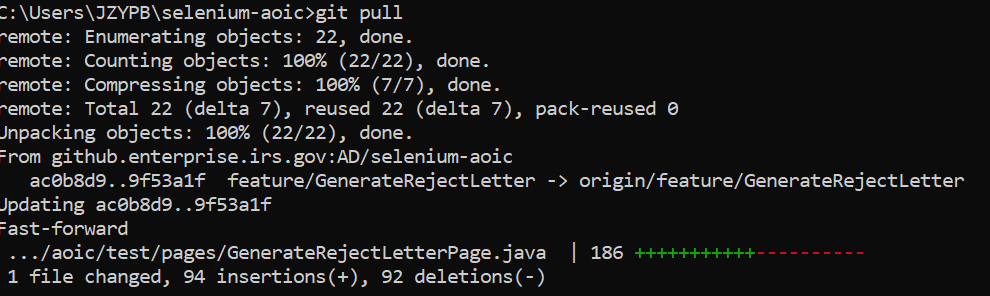 C:\Users\JZYPB\selenium-aoic>git pull
remote: Enumerating objects: 22, done.
remote: Counting objects: 100% (22/22), done.
remote: Compressing objects: 100% (7/7), done.
remote: Total 22 (delta 7), reused 22 (delta 7), pack-reused 0
Unpacking objects: 100% (22/22), done.
From github.enterprise.irs.gov:AD/selenium-aoic
   ac0b8d9..9f53a1f  feature/GenerateRejectLetter -> origin/feature/GenerateRejectLetter
Updating ac0b8d9..9f53a1f
Fast-forward
 .../aoic/test/pages/GenerateRejectLetterPage.java  | 186 +++++++++++----------
 1 file changed, 94 insertions(+), 92 deletions(-)